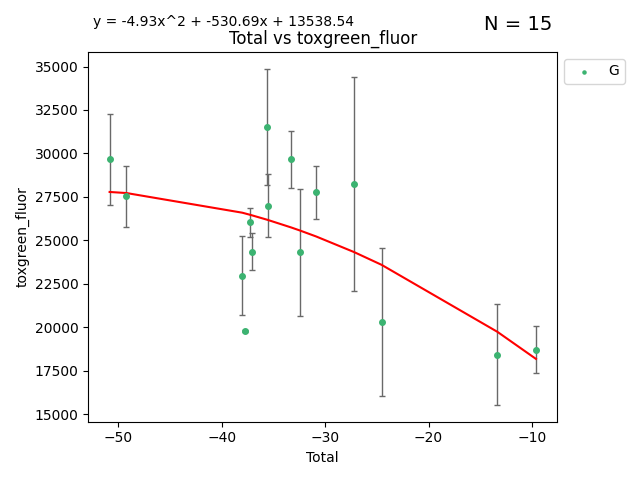 y = -4.93x^2 + -530.69x + 13538.54
N = 15
Total vs toxgreen_fluor
G
35000
32500
30000
27500
25000
22500
20000
17500
15000
toxgreen_fluor
−50
−40
−30
−20
−10
Total